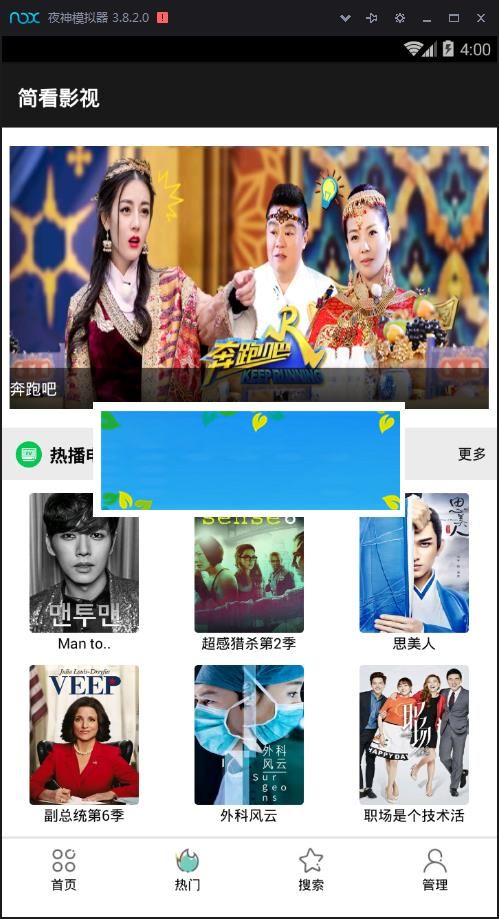 nox 夜神模拟器 3.8.2.0
4:00
简看影视
奔跑吧
KEEP RUNNING
奔跑吧
热播
更多
맨투맨
sense8
思美人
Man to..
超感猎杀第2季
思美人
Julia Louis-Dreyfus
VEEP
外科
风云
Surgeons
职场
HAPPY DAY
副总统第6季
外科风云
职场是个技术活
首页
热门
搜索
管理